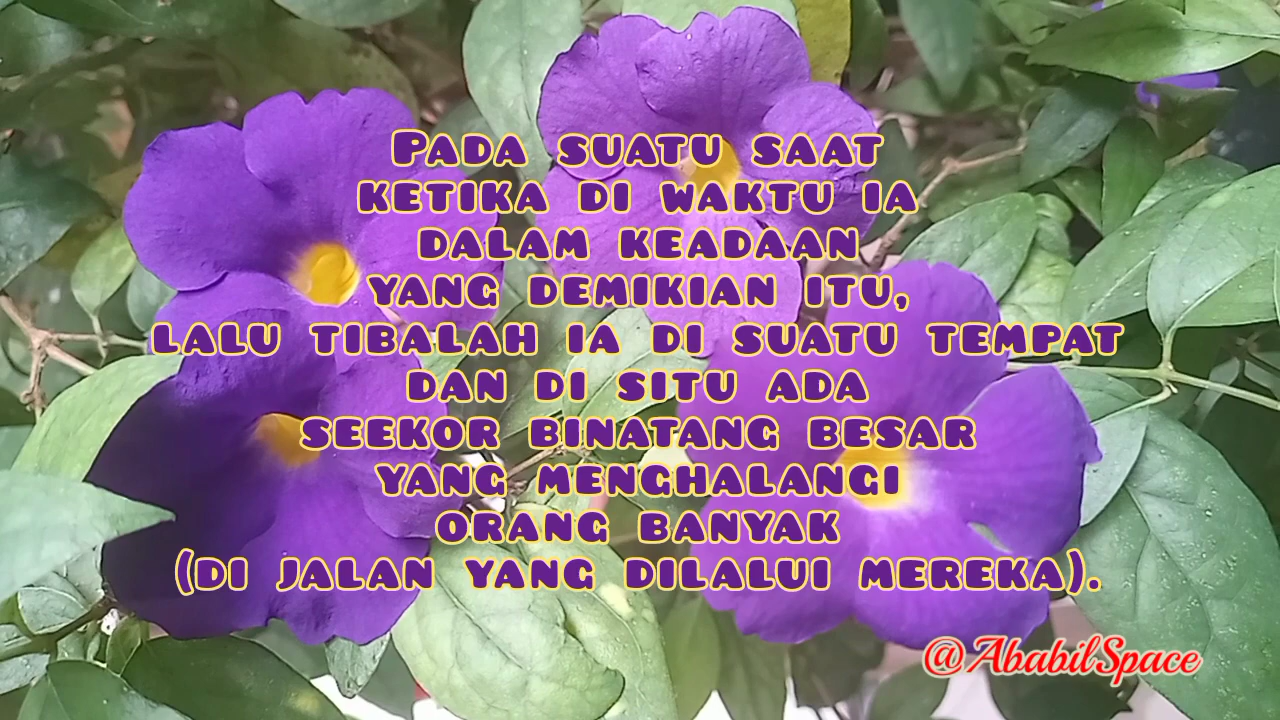 Pada suatu saat
ketika di waktu ia
dalam keadaan
yang demikian itu,
lalu tibalah ia di suatu tempat
dan di situ ada
seekor binatang besar
yang menghalangi
orang banyak
(di jalan yang dilalui mereka).
@AbabilSpace